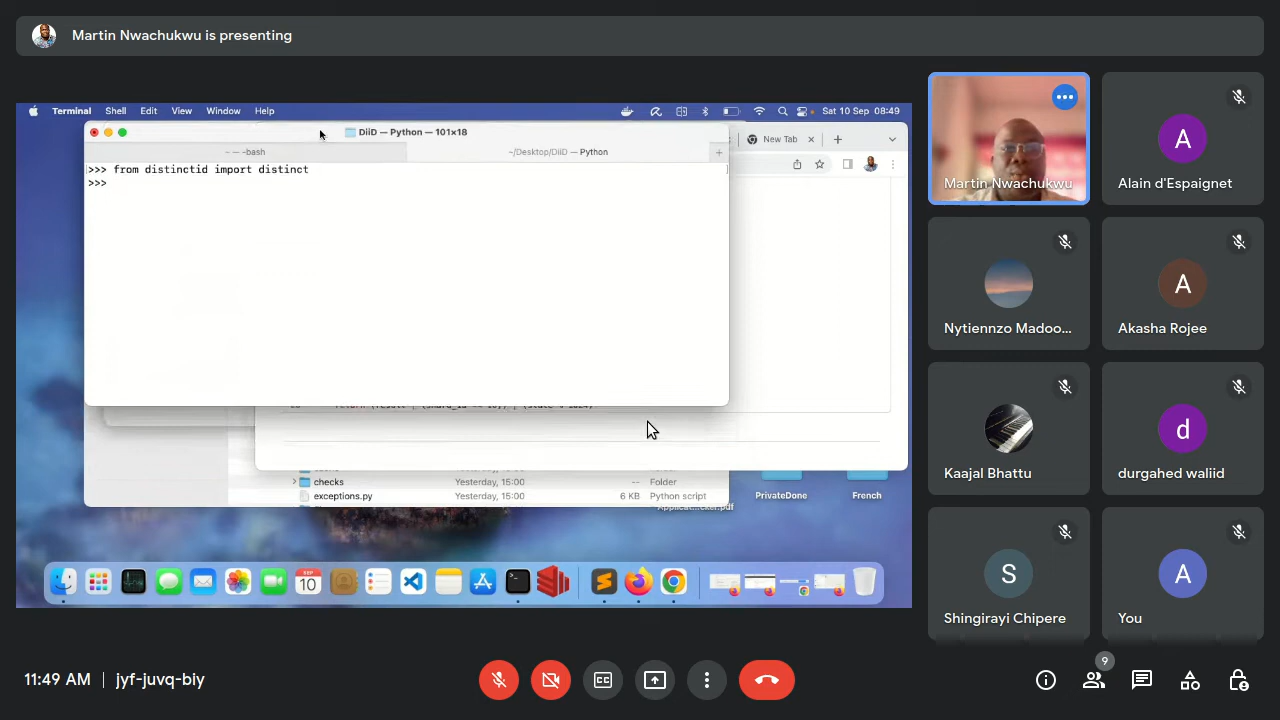 Martin Nwachukwu is presenting
Terminal Shell Edit View Window Help
Sat 10 Sep 08:49
DiiD — Python — 101×18
~ — -bash
~/Desktop/DiiD — Python
+
New Tab
>>> from distinctid import distinct
>>>
checks
Yesterday, 15:00
-- Folder
exceptions.py
Yesterday, 15:00
6 KB Python script
PrivateDone
French
SEP
10
Martin Nwachukwu
A
Alain d'Espaignet
Nytiennzo Madoo...
A
Akasha Rojee
Kaajal Bhattu
d
durgahed waliid
S
Shingirayi Chipere
A
You
11:49 AM | jyf-juvq-biy
9